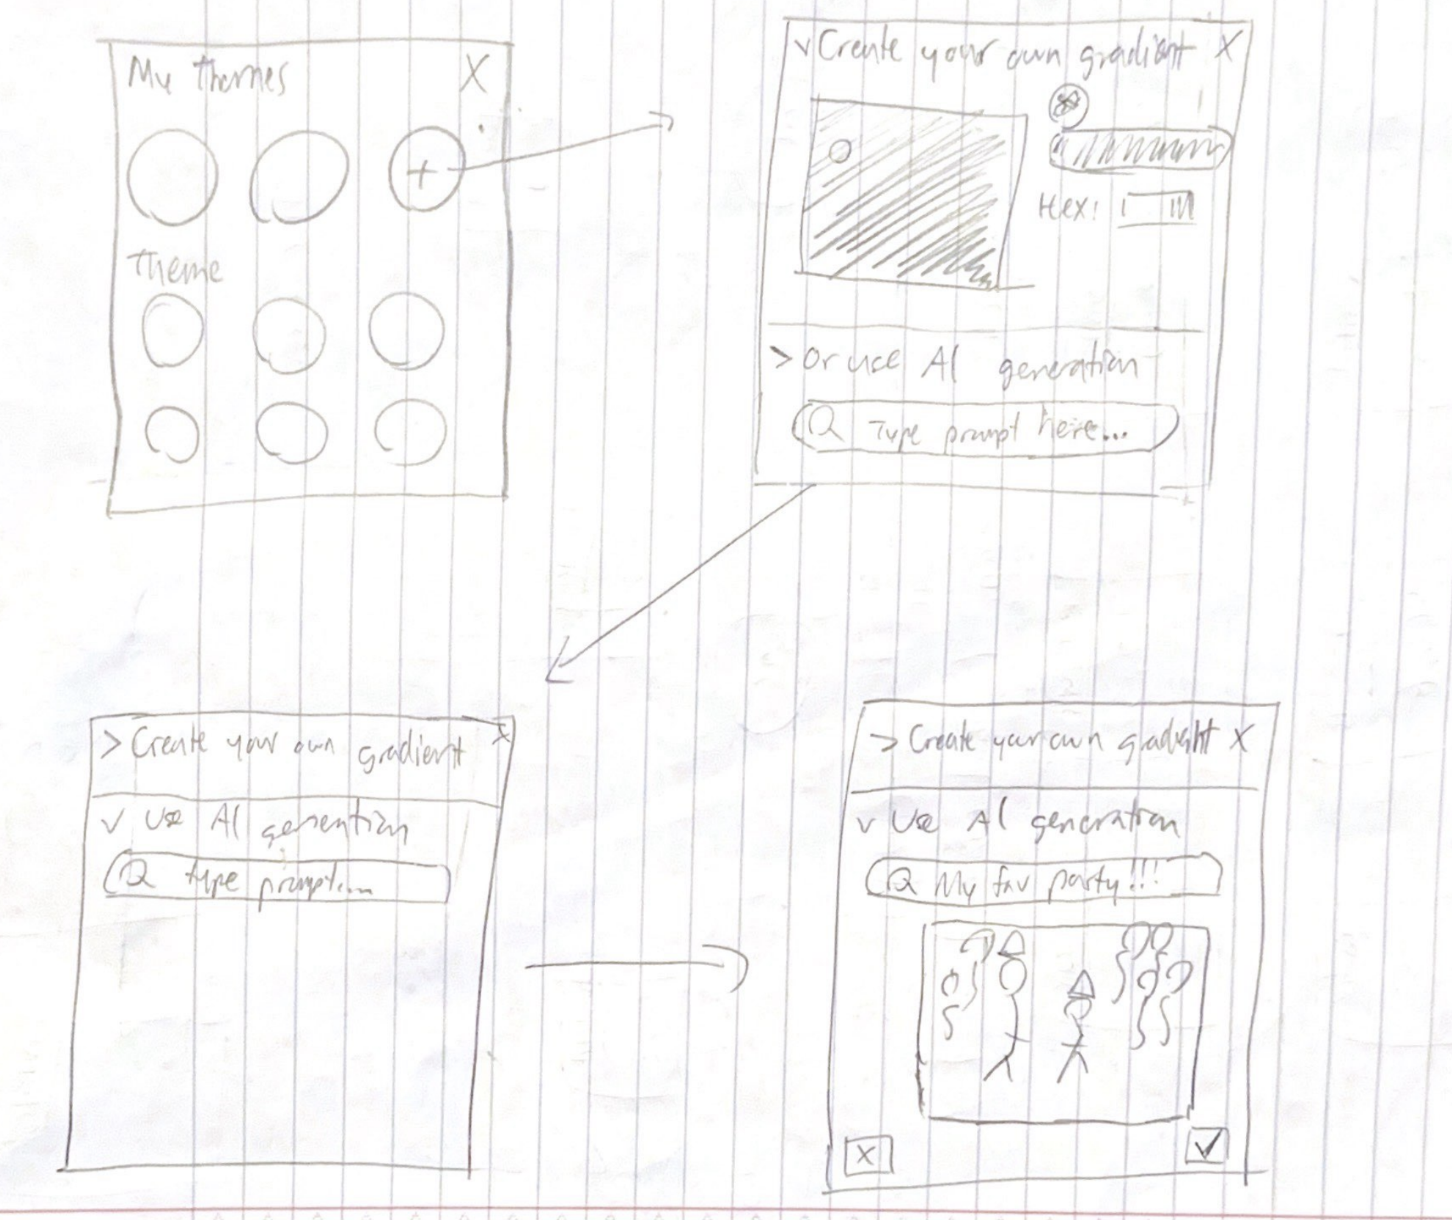 My Themes X
+
Theme
v Create your own gradient X
Hex:
> Or use AI generation
Type prompt here...
> Create your own gradient X
v Use AI generation
type prompt....
> Create your own gradient X
v Use AI generation
My fav party!!!
X